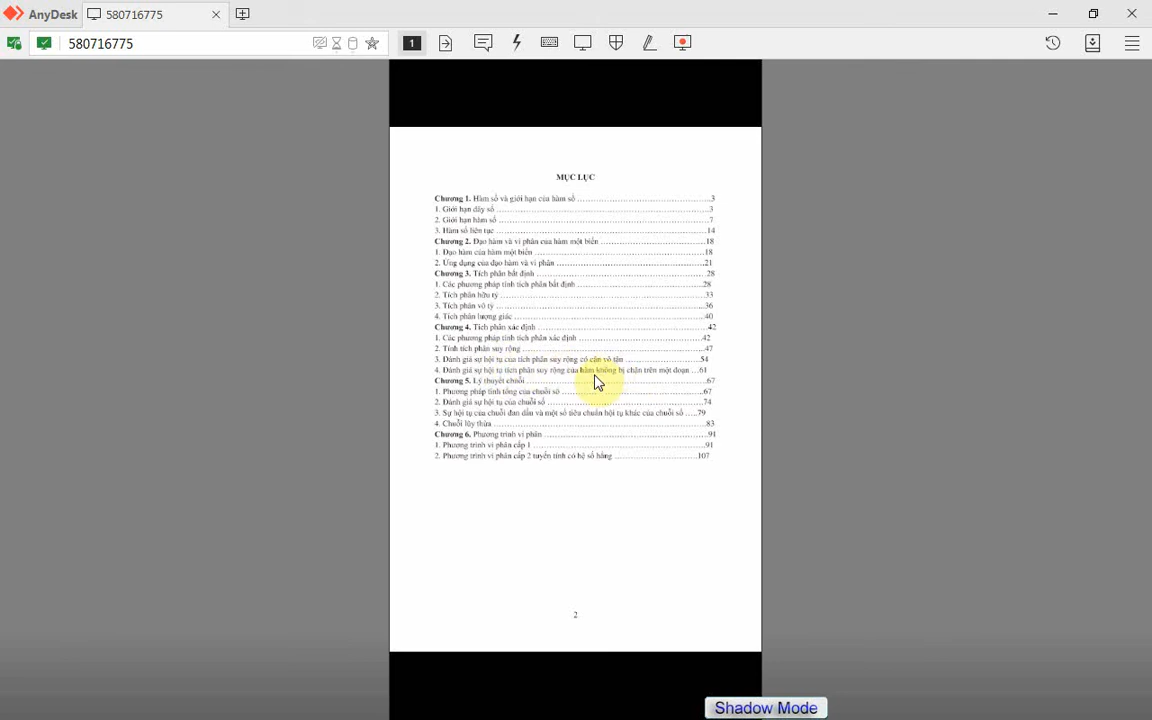 AnyDesk
580716775
580716775
1
MỤC LỤC
Chương 1. Hàm số và giới hạn của hàm số ........ 3
1. Giới hạn dãy số ........ 3
2. Giới hạn hàm số ........ 7
3. Hàm số liên tục ........ 14
Chương 2. Đạo hàm và vi phân của hàm một biến ........ 18
1. Đạo hàm của hàm một biến ........ 18
2. Ứng dụng của đạo hàm và vi phân ........ 21
Chương 3. Tích phân bất định ........ 28
1. Các phương pháp tính tích phân bất định ........ 28
2. Tích phân hữu tỷ ........ 33
3. Tích phân vô tỷ ........ 36
4. Tích phân lượng giác ........ 40
Chương 4. Tích phân xác định ........ 42
1. Các phương pháp tính tích phân xác định ........ 42
2. Tính tích phân suy rộng ........ 47
3. Đánh giá sự hội tụ của tích phân suy rộng có cận vô tận ........ 54
4. Đánh giá sự hội tụ tích phân suy rộng của hàm không bị chặn trên một đoạn ... 61
Chương 5. Lý thuyết chuỗi ........ 67
1. Phương pháp tính tổng của chuỗi số ........ 67
2. Đánh giá sự hội tụ của chuỗi số ........ 74
3. Sự hội tụ của chuỗi đan dấu và một số tiêu chuẩn hội tụ khác của chuỗi số ..... 79
4. Chuỗi lũy thừa ........ 83
Chương 6. Phương trình vi phân ........ 91
1. Phương trình vi phân cấp 1 ........ 91
2. Phương trình vi phân cấp 2 tuyến tính có hệ số hằng ........ 107
2
Shadow Mode